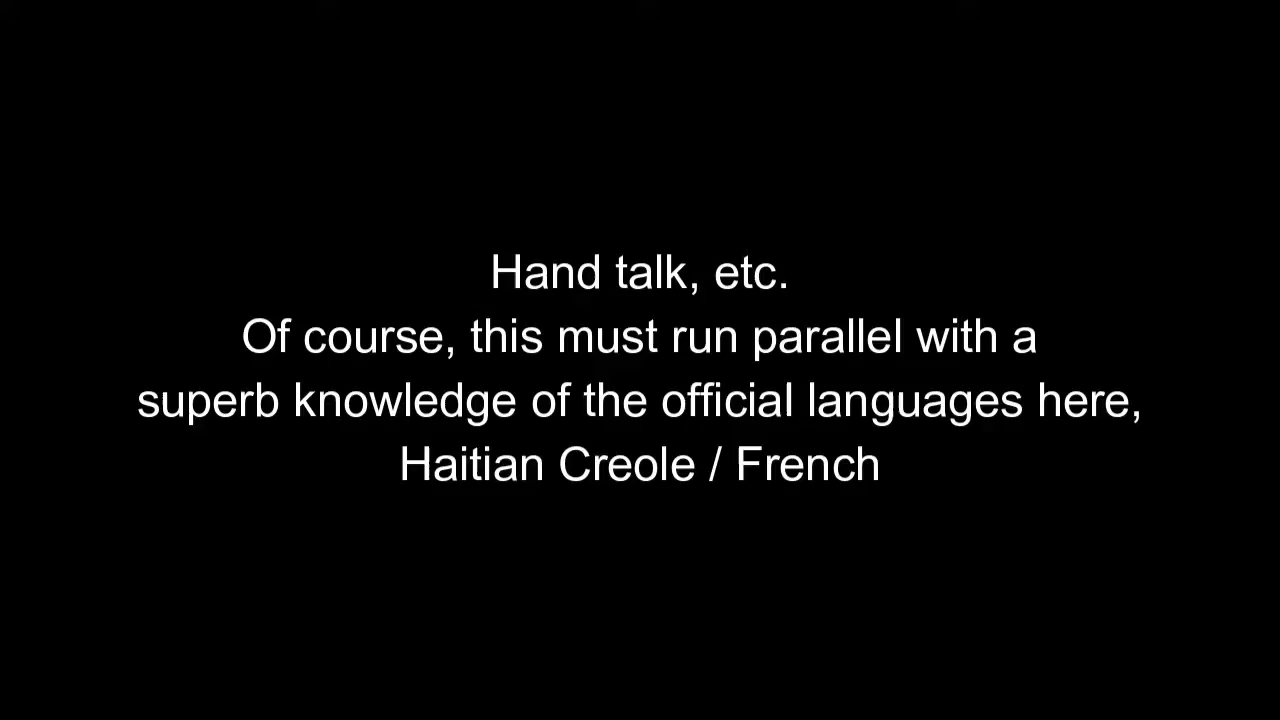 Hand talk, etc.
Of course, this must run parallel with a
superb knowledge of the official languages here,
Haitian Creole / French